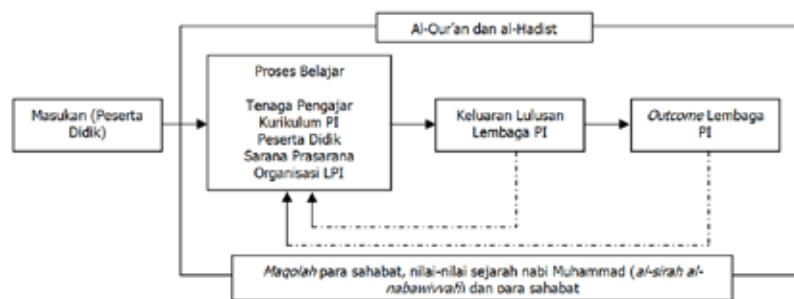 Al-Qur'an dan al-Hadist
Proses Belajar
Tenaga Pengajar
Kurikulum PI
Peserta Didik
Sarana Prasarana
Organisasi LPI
Masukan (Peserta
Didik)
Keluaran Lulusan
Lembaga PI
Outcome Lembaga
PI
Maqolah para sahabat, nilai-nilai sejarah nabi Muhammad (al-sirah al-
nabawiyyah) dan para sahabat